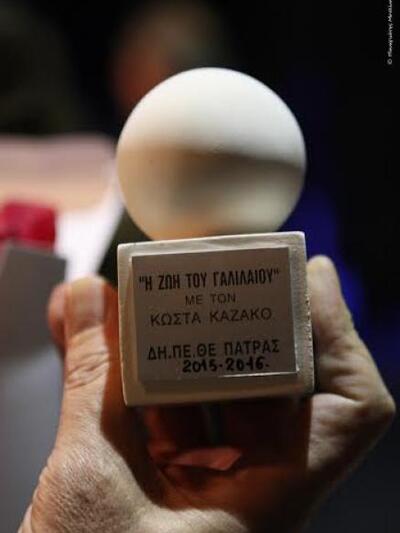 "Η ΖΩΗ ΤΟΥ ΓΑΛΙΛΑΙΟΥ"
ΜΕ ΤΟΝ
ΚΩΣΤΑ ΚΑΖΑΚΟ
ΔΗ.ΠΕ.ΘΕ ΠΑΤΡΑΣ
2015-2016.